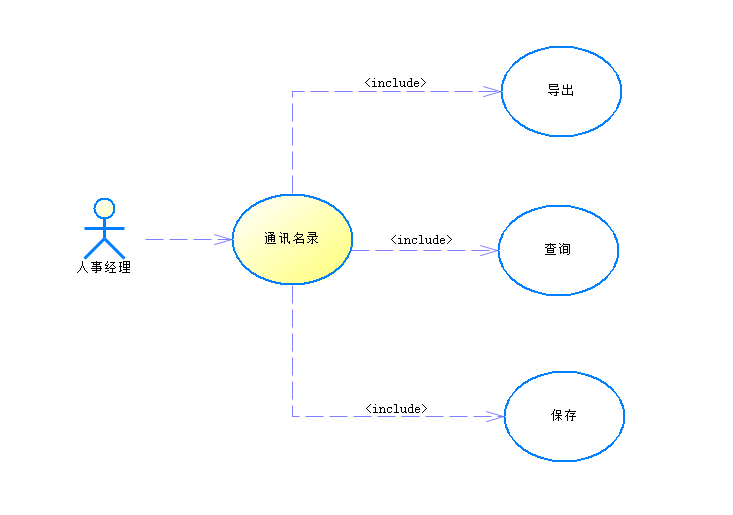 <include>
导出
通讯名录
<include>
查询
人事经理
<include>
保存